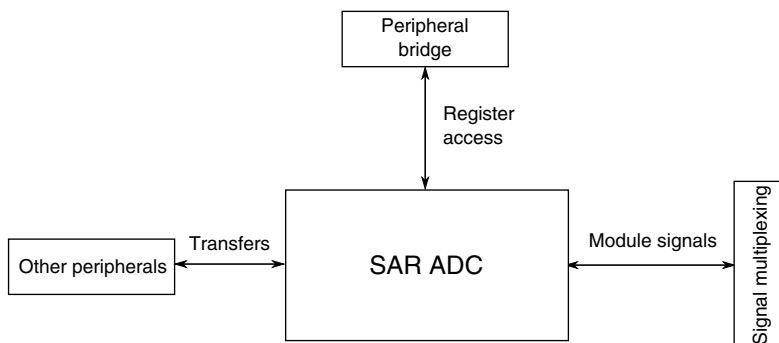 Peripheral
bridge
Register
access
Transfers
Other peripherals
SAR ADC
Module signals
Signal multiplexing